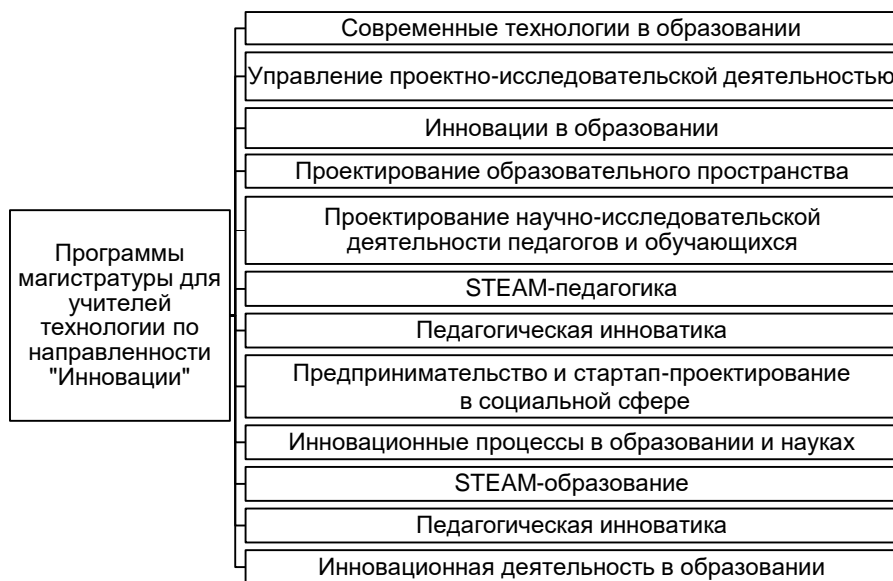 Программы
магистратуры для
учителей
технологии по
направленности
"Инновации"
Современные технологии в образовании
Управление проектно-исследовательской деятельностью
Инновации в образовании
Проектирование образовательного пространства
Проектирование научно-исследовательской
деятельности педагогов и обучающихся
STEAM-педагогика
Педагогическая инноватика
Предпринимательство и стартап-проектирование
в социальной сфере
Инновационные процессы в образовании и науках
STEAM-образование
Педагогическая инноватика
Инновационная деятельность в образовании